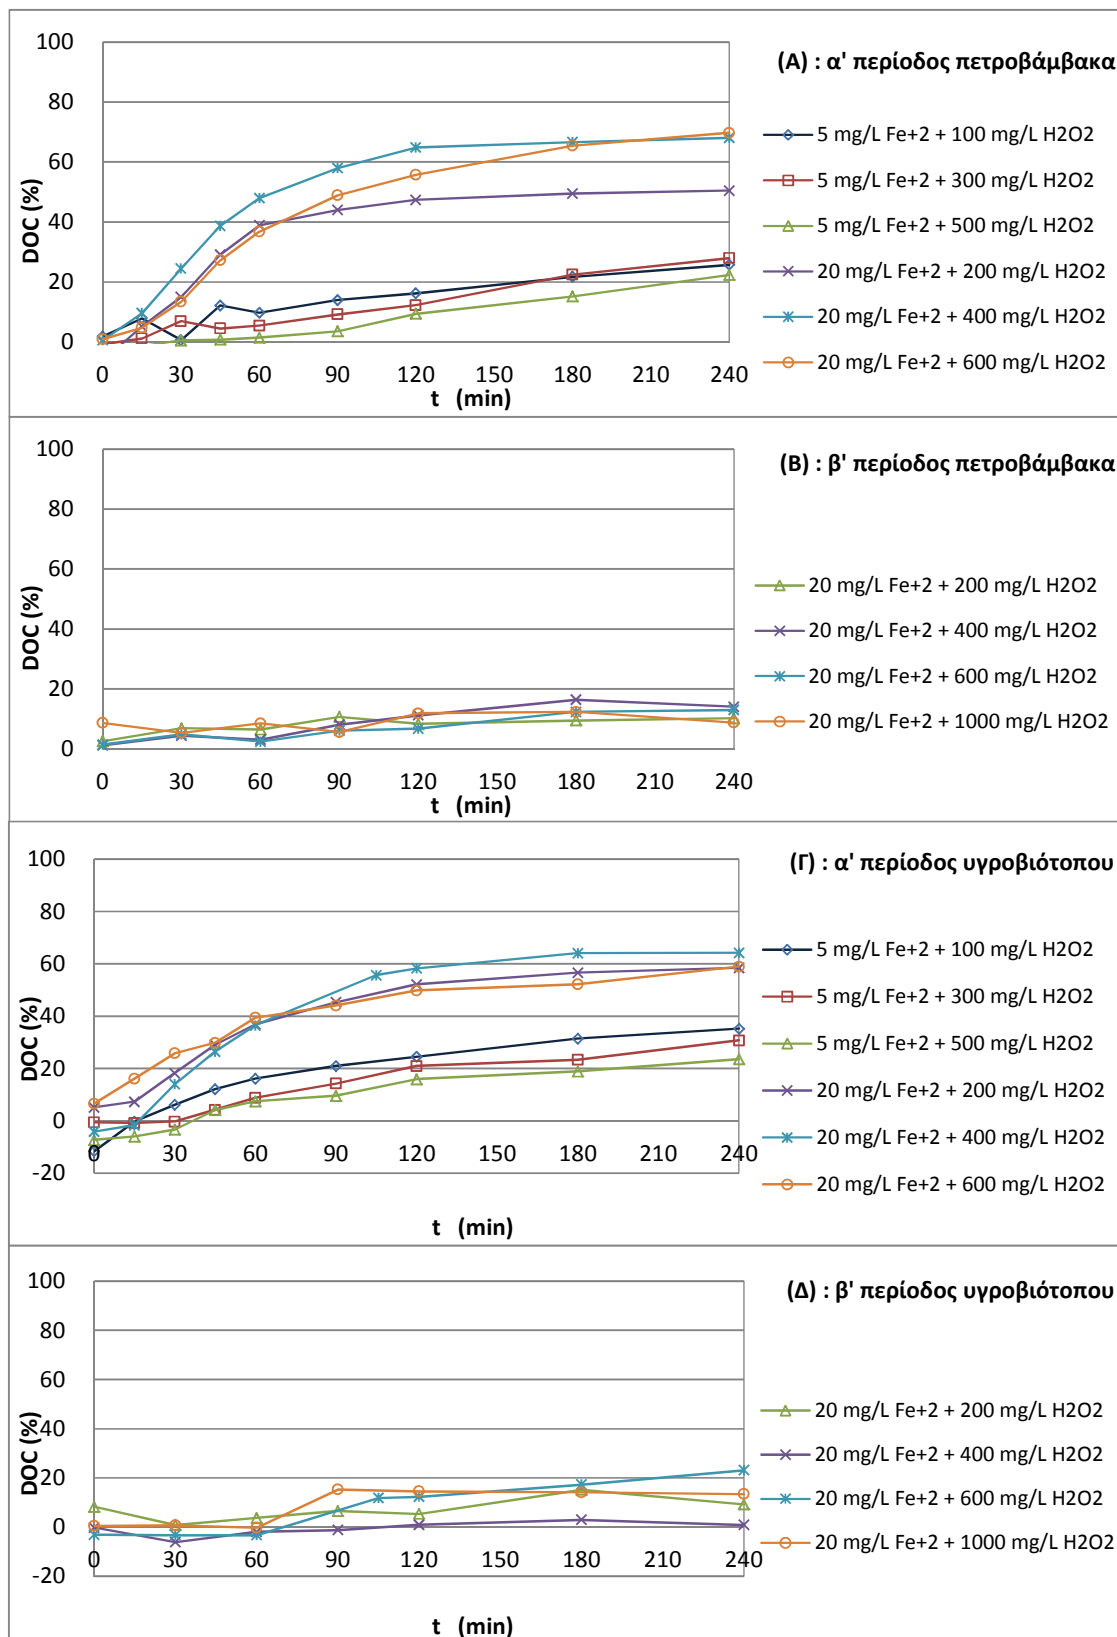 (Α) : α' περίοδος πετροβάμβακα
100
80
60
40
20
0
DOC (%)
0 30 60 90 120 150 180 210 240
t (min)
5 mg/L Fe+2 + 100 mg/L H2O2
5 mg/L Fe+2 + 300 mg/L H2O2
5 mg/L Fe+2 + 500 mg/L H2O2
20 mg/L Fe+2 + 200 mg/L H2O2
20 mg/L Fe+2 + 400 mg/L H2O2
20 mg/L Fe+2 + 600 mg/L H2O2
(Β) : β' περίοδος πετροβάμβακα
100
80
60
40
20
0
DOC (%)
0 30 60 90 120 150 180 210 240
t (min)
20 mg/L Fe+2 + 200 mg/L H2O2
20 mg/L Fe+2 + 400 mg/L H2O2
20 mg/L Fe+2 + 600 mg/L H2O2
20 mg/L Fe+2 + 1000 mg/L H2O2
(Γ) : α' περίοδος υγροβιότοπου
100
80
60
40
20
0
-20
DOC (%)
0 30 60 90 120 150 180 210 240
t (min)
5 mg/L Fe+2 + 100 mg/L H2O2
5 mg/L Fe+2 + 300 mg/L H2O2
5 mg/L Fe+2 + 500 mg/L H2O2
20 mg/L Fe+2 + 200 mg/L H2O2
20 mg/L Fe+2 + 400 mg/L H2O2
20 mg/L Fe+2 + 600 mg/L H2O2
(Δ) : β' περίοδος υγροβιότοπου
100
80
60
40
20
0
-20
DOC (%)
0 30 60 90 120 150 180 210 240
t (min)
20 mg/L Fe+2 + 200 mg/L H2O2
20 mg/L Fe+2 + 400 mg/L H2O2
20 mg/L Fe+2 + 600 mg/L H2O2
20 mg/L Fe+2 + 1000 mg/L H2O2